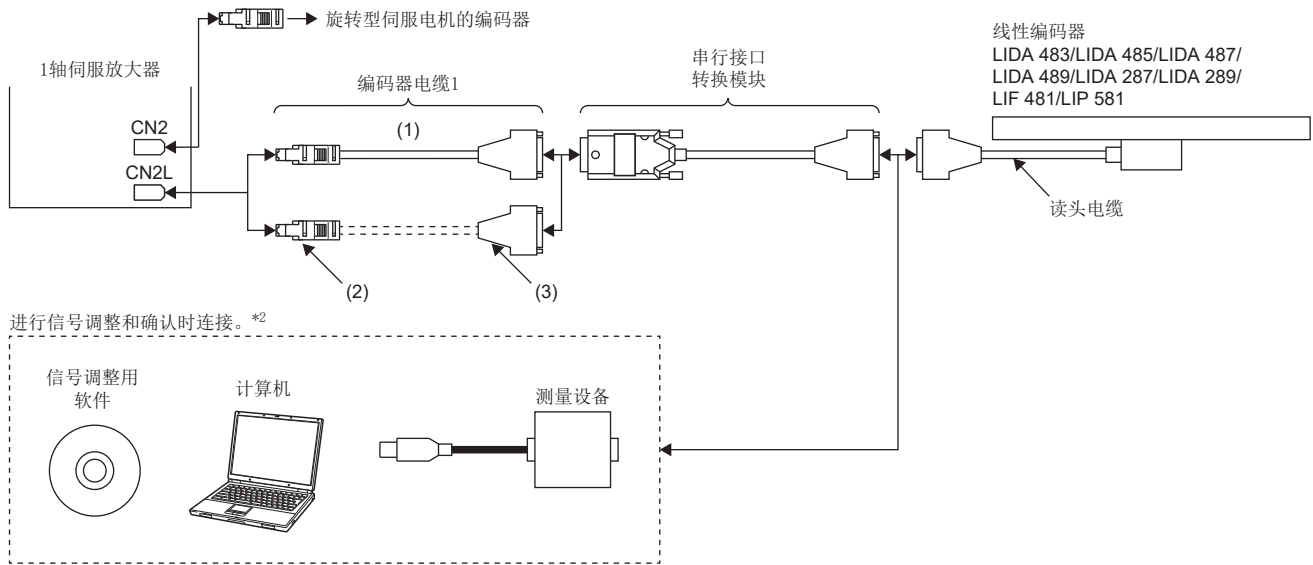 旋转型伺服电机的编码器
1轴伺服放大器
CN2
CN2L
编码器电缆1
(1)
(2)
(3)
串行接口
转换模块
线性编码器
LIDA 483/LIDA 485/LIDA 487/
LIDA 489/LIDA 287/LIDA 289/
LIF 481/LIP 581
读头电缆
进行信号调整和确认时连接。*2
信号调整用
软件
计算机
测量设备